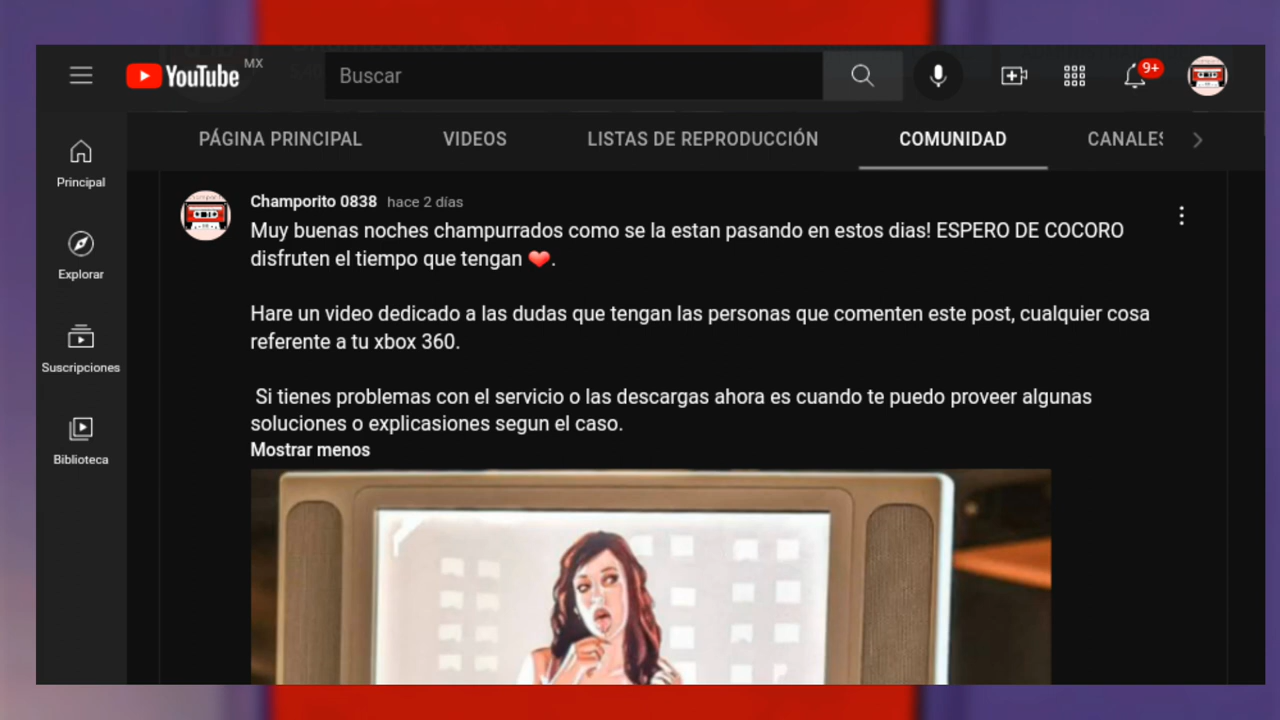 YouTube MX
Buscar
9+
PÁGINA PRINCIPAL VIDEOS LISTAS DE REPRODUCCIÓN COMUNIDAD CANALES
Principal
Explorar
Suscripciones
Biblioteca
Champorito 0838 hace 2 días
Muy buenas noches champurrados como se la estan pasando en estos dias! ESPERO DE COCORO
disfruten el tiempo que tengan ❤️.
Hare un video dedicado a las dudas que tengan las personas que comenten este post, cualquier cosa
referente a tu xbox 360.
Si tienes problemas con el servicio o las descargas ahora es cuando te puedo proveer algunas
soluciones o explicasiones segun el caso.
Mostrar menos